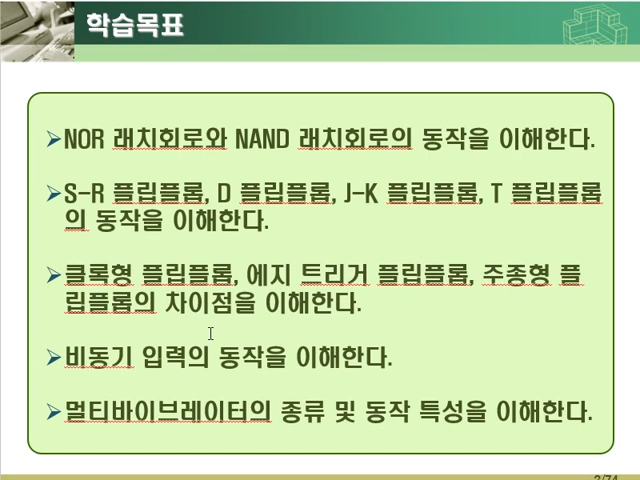 학습목표
➢NOR 래치회로와 NAND 래치회로의 동작을 이해한다.
➢S-R 플립플롭, D 플립플롭, J-K 플립플롭, T 플립플롭
의 동작을 이해한다.
➢클록형 플립플롭, 에지 트리거 플립플롭, 주종형 플
립플롭의 차이점을 이해한다.
➢비동기 입력의 동작을 이해한다.
➢멀티바이브레이터의 종류 및 동작 특성을 이해한다.
2/74